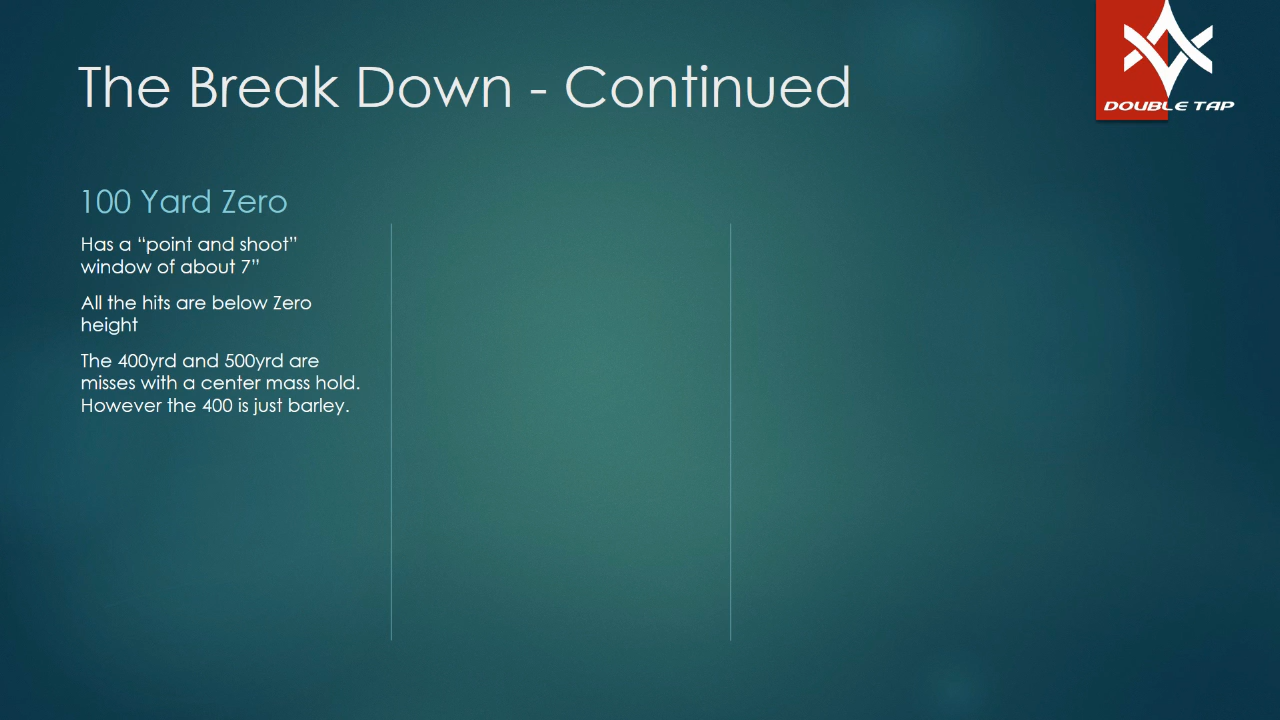 The Break Down - Continued
DOUBLE TAP
100 Yard Zero
Has a “point and shoot”
window of about 7”
All the hits are below Zero
height
The 400yrd and 500yrd are
misses with a center mass hold.
However the 400 is just barley.